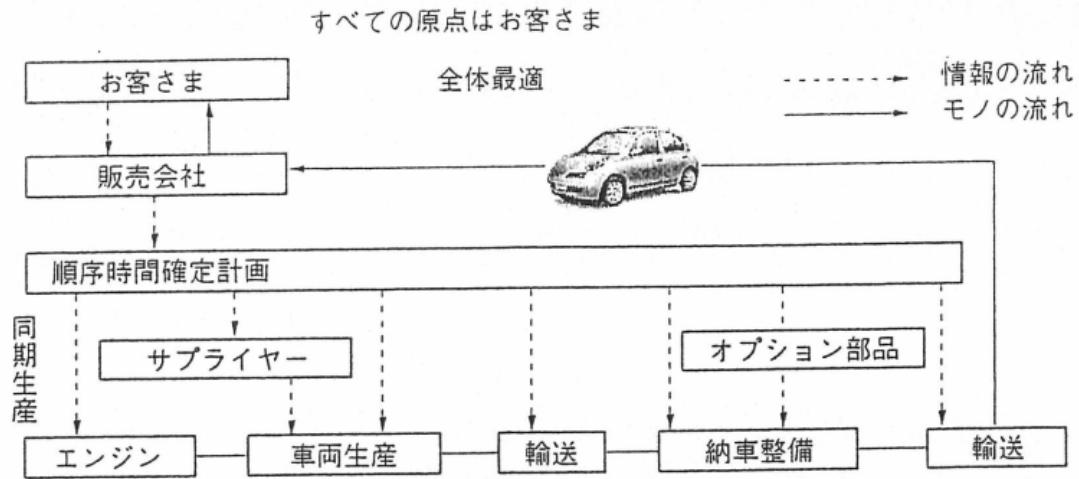 すべての原点はお客さま
お客さま
全体最適
情報の流れ
モノの流れ
販売会社
順序時間確定計画
同期生産
サプライヤー
オプション部品
エンジン
車両生産
輸送
納車整備
輸送